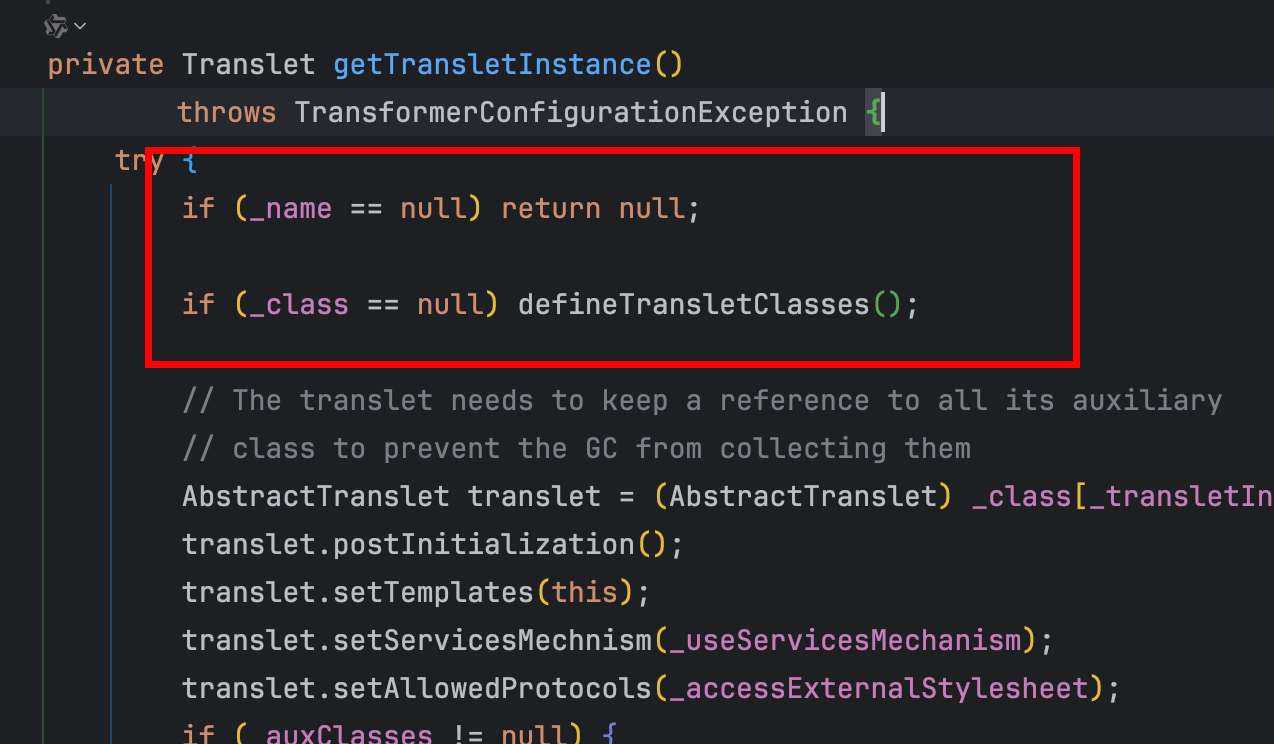 private Translet getTransletInstance()
throws TransformerConfigurationException {
try {
if (_name == null) return null;
if (_class == null) defineTransletClasses();
// The translet needs to keep a reference to all its auxiliary
// class to prevent the GC from collecting them
AbstractTranslet translet = (AbstractTranslet) _class[_transletIn
translet.postInitialization();
translet.setTemplates(this);
translet.setServicesMechnism(_useServicesMechanism);
translet.setAllowedProtocols(_accessExternalStylesheet);
if (_auxClasses != null) {